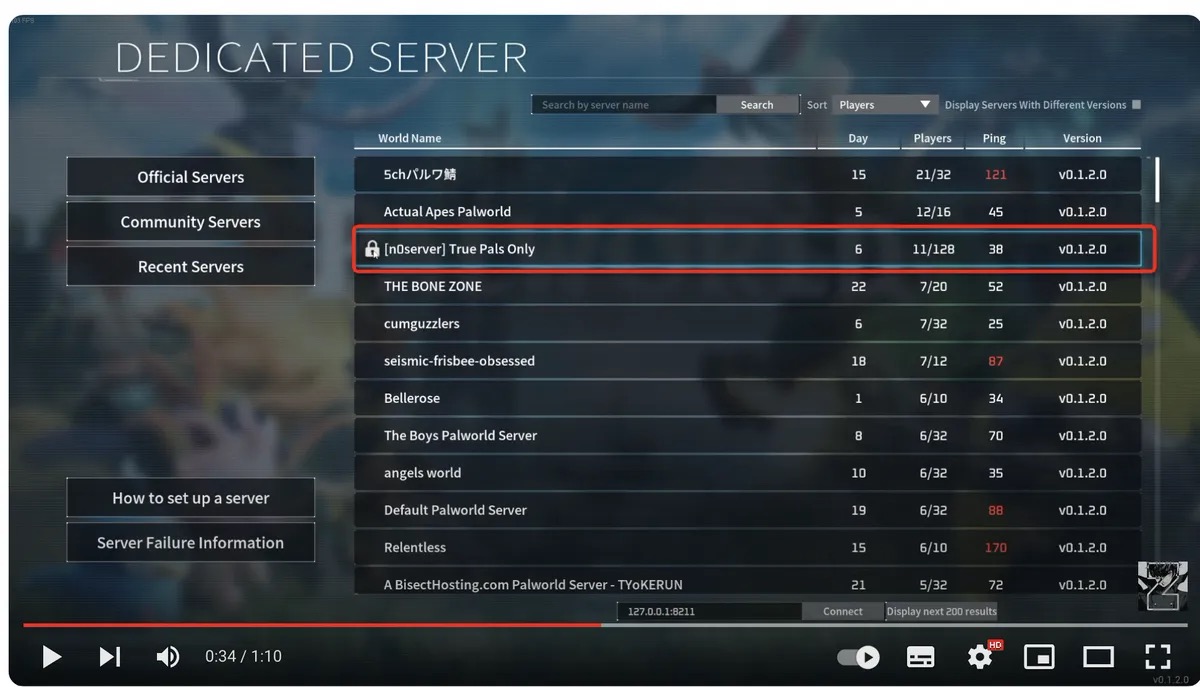 DEDICATED SERVER
Search by server name Search Sort Players Display Servers With Different Versions
World Name Day Players Ping Version
Official Servers
Community Servers
Recent Servers
5chパルワ鯖 15 21/32 121 v0.1.2.0
Actual Apes Palworld 5 12/16 45 v0.1.2.0
[n0server] True Pals Only 6 11/128 38 v0.1.2.0
THE BONE ZONE 22 7/20 52 v0.1.2.0
cumguzzlers 6 7/32 25 v0.1.2.0
seismic-frisbee-obsessed 18 7/12 87 v0.1.2.0
Bellerose 1 6/10 34 v0.1.2.0
The Boys Palworld Server 8 6/32 70 v0.1.2.0
angels world 10 6/32 35 v0.1.2.0
Default Palworld Server 19 6/32 88 v0.1.2.0
Relentless 15 6/10 170 v0.1.2.0
A BisectHosting.com Palworld Server - TYoKERUN 21 5/32 72 v0.1.2.0
How to set up a server
Server Failure Information
127.0.0.1:8211 Connect Display next 200 results
0:34 / 1:10 HD
v0.1.2.0